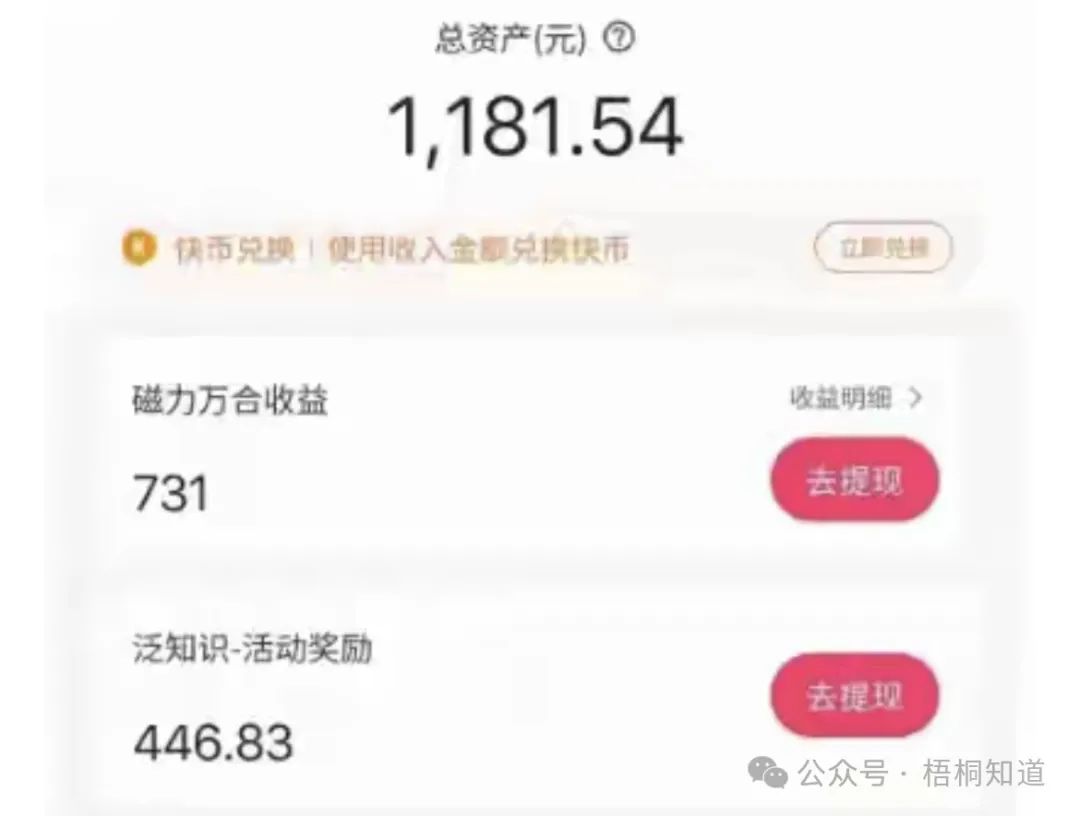 总资产(元) ?
1,181.54
快币兑换 | 使用收入金额兑换快币
立即兑换
磁力万合收益
收益明细 >
731
去提现
泛知识-活动奖励
去提现
446.83
公众号 · 梧桐知道